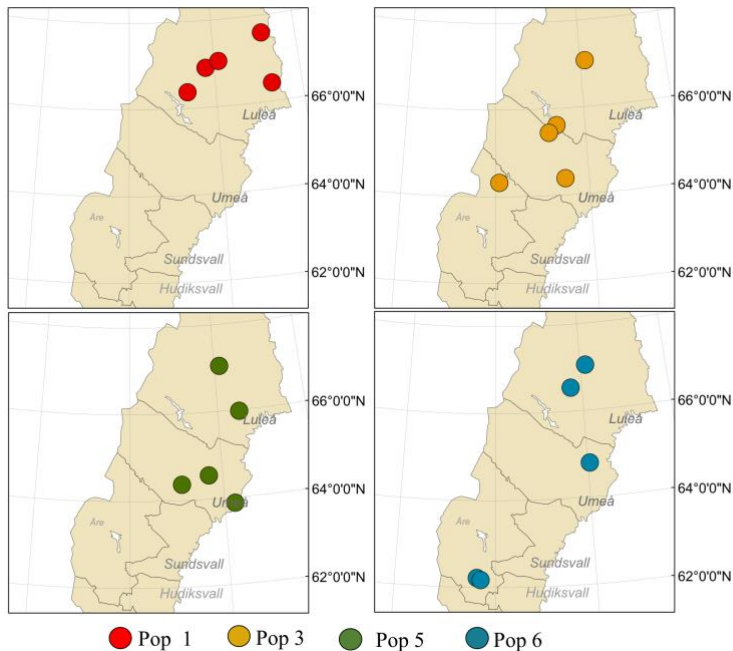 66°0'0"N
Luleå
64°0'0"N
Umeå
Åre
Sundsvall
62°0'0"N
Hudiksvall
66°0'0"N
Luleå
64°0'0"N
Umeå
Åre
Sundsvall
62°0'0"N
Hudiksvall
66°0'0"N
Luleå
64°0'0"N
Umeå
Åre
Sundsvall
62°0'0"N
Hudiksvall
66°0'0"N
Luleå
64°0'0"N
Umeå
Åre
Sundsvall
62°0'0"N
Hudiksvall
Pop 1 Pop 3 Pop 5 Pop 6